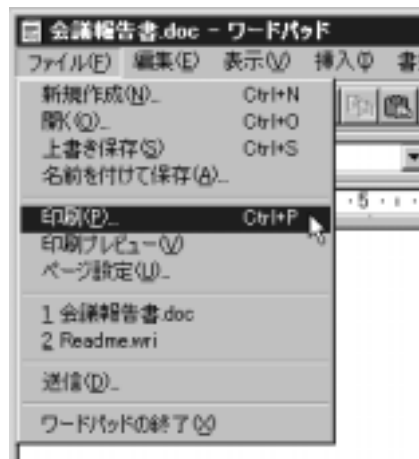 会議報告書.doc - ワードパッド
ファイル(F) 編集(E) 表示(V) 挿入(I) 書
新規作成(N)... Ctrl+N
開く(O)... Ctrl+O
上書き保存(S) Ctrl+S
名前を付けて保存(A)...
· 5 ·
印刷(P)... Ctrl+P
印刷プレビュー(V)
ページ設定(U)...
1 会議報告書.doc
2 Readme.wri
送信(D)...
ワードパッドの終了(X)